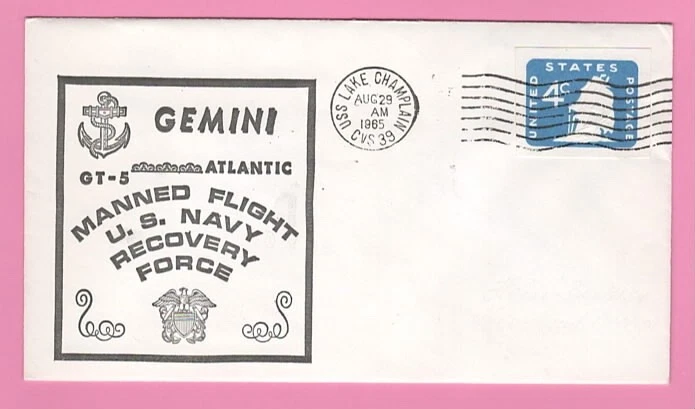 GEMINI
GT-5 ATLANTIC
MANNED FLIGHT
U. S. NAVY
RECOVERY
FORCE
USS LAKE CHAMPLAIN
AUG 29
AM
1965
CVS 39
UNITED STATES POSTAGE
4c